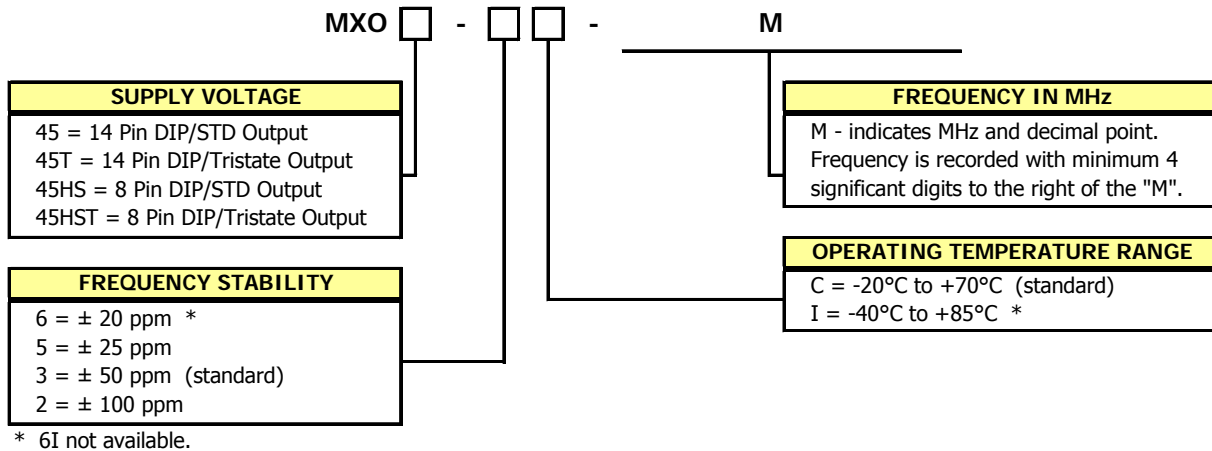 MXO - - M
SUPPLY VOLTAGE
45 = 14 Pin DIP/STD Output
45T = 14 Pin DIP/Tristate Output
45HS = 8 Pin DIP/STD Output
45HST = 8 Pin DIP/Tristate Output
FREQUENCY IN MHz
M - indicates MHz and decimal point.
Frequency is recorded with minimum 4
significant digits to the right of the "M".
FREQUENCY STABILITY
6 = ± 20 ppm *
5 = ± 25 ppm
3 = ± 50 ppm (standard)
2 = ± 100 ppm
* 6I not available.
OPERATING TEMPERATURE RANGE
C = -20°C to +70°C (standard)
I = -40°C to +85°C *